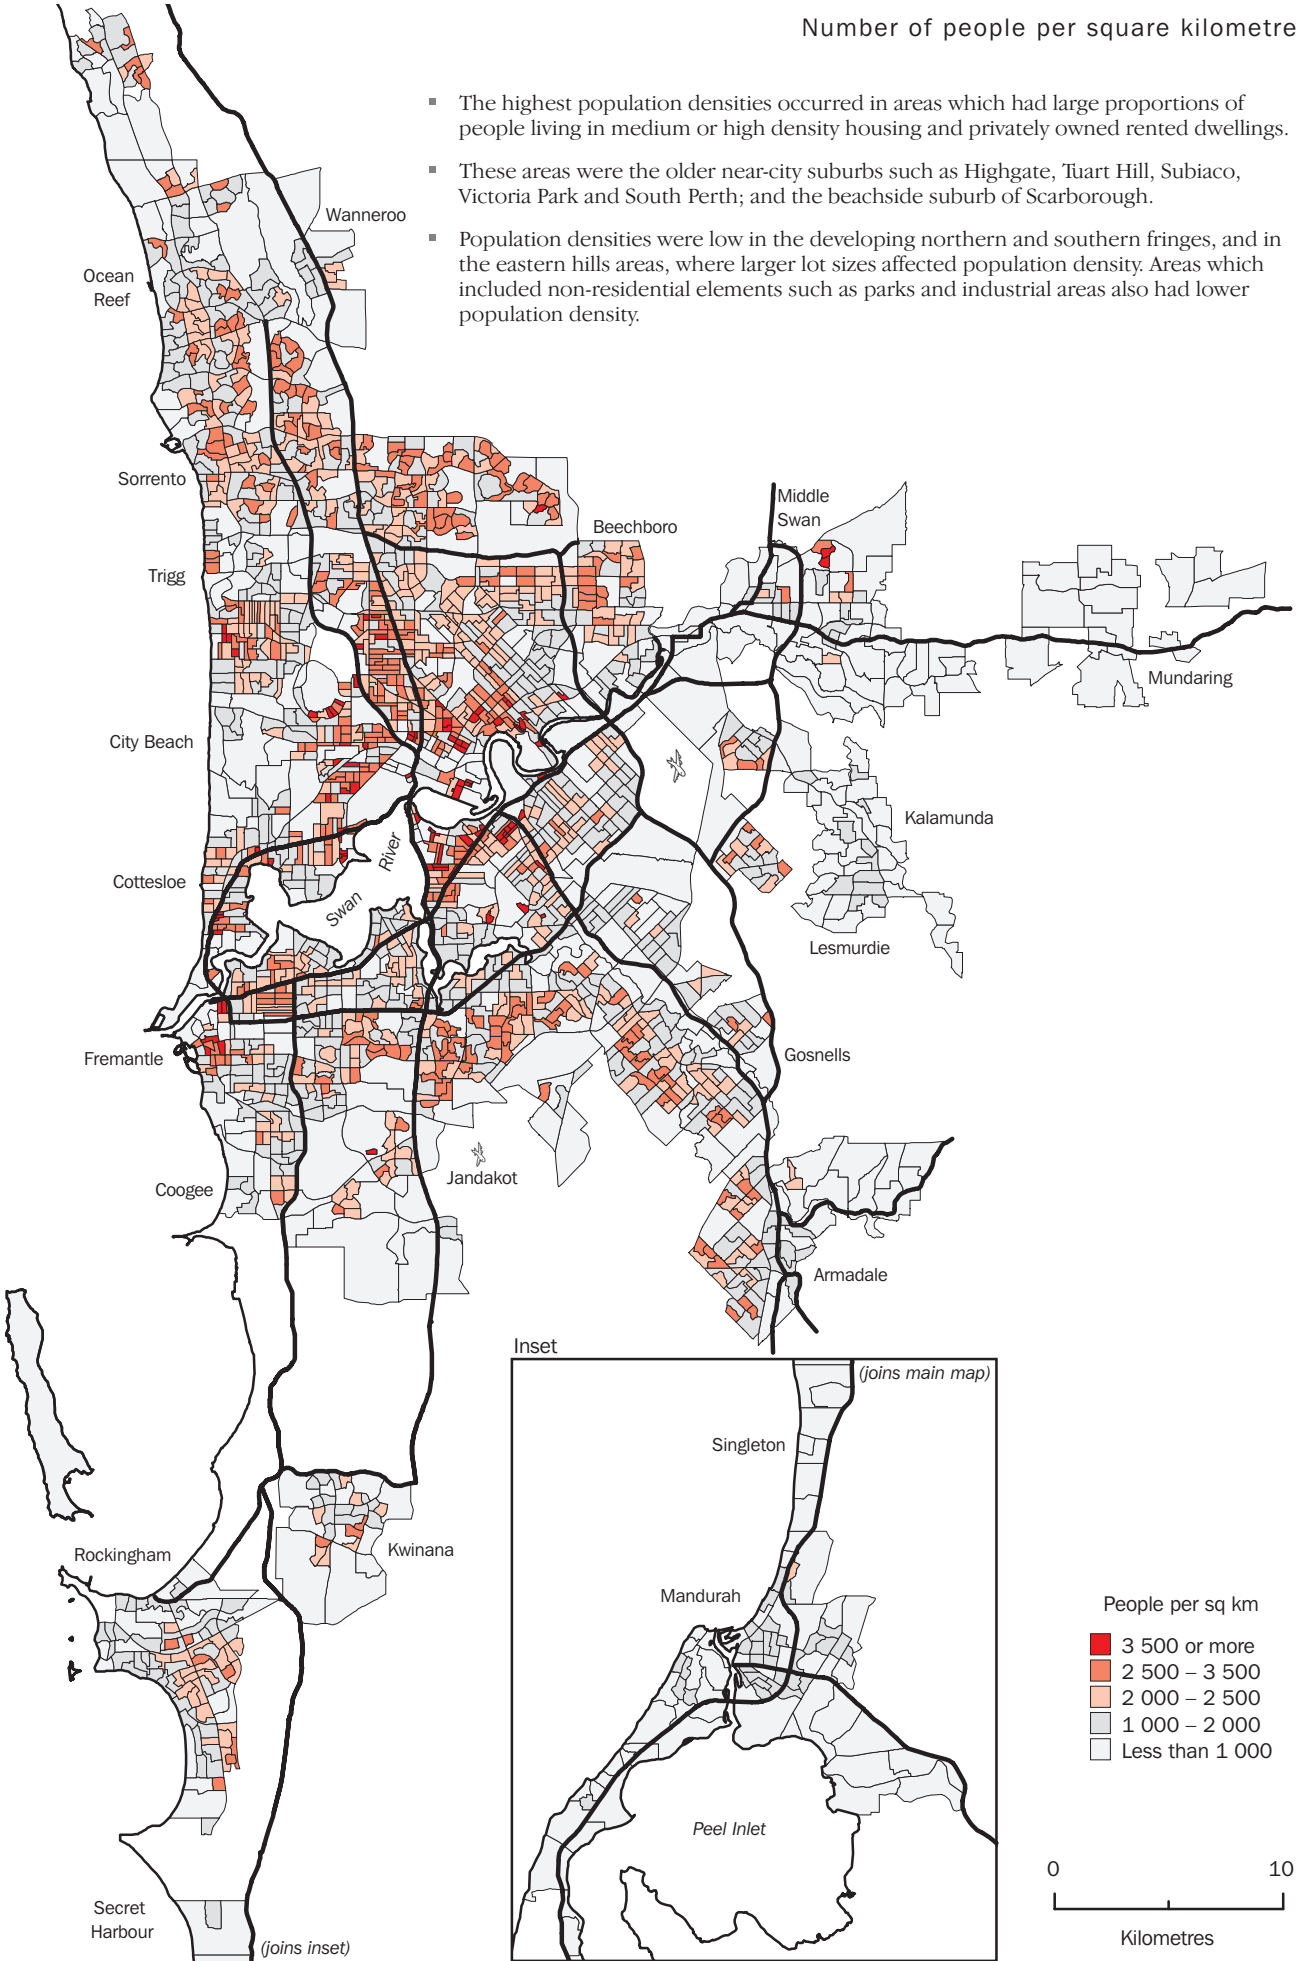 Number of people per square kilometre
▪ The highest population densities occurred in areas which had large proportions of
people living in medium or high density housing and privately owned rented dwellings.
▪ These areas were the older near-city suburbs such as Highgate, Tuart Hill, Subiaco,
Victoria Park and South Perth; and the beachside suburb of Scarborough.
▪ Population densities were low in the developing northern and southern fringes, and in
the eastern hills areas, where larger lot sizes affected population density. Areas which
included non-residential elements such as parks and industrial areas also had lower
population density.
Wanneroo
Ocean
Reef
Sorrento
Middle
Swan
Beechboro
Trigg
Mundaring
City Beach
Kalamunda
River
Cottesloe
Swan
Lesmurdie
Fremantle
Gosnells
Jandakot
Coogee
Armadale
Inset
(joins main map)
Singleton
Rockingham
Kwinana
Mandurah
People per sq km
3 500 or more
2 500 – 3 500
2 000 – 2 500
1 000 – 2 000
Less than 1 000
Peel Inlet
0 10
Kilometres
Secret
Harbour
(joins inset)